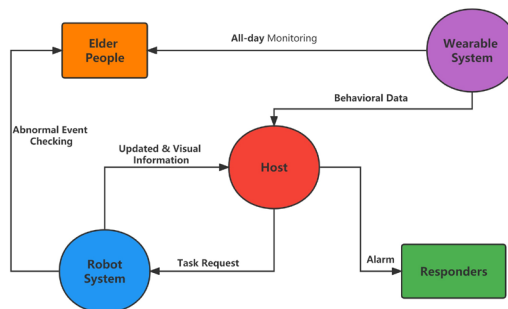 Elder
People
All-day Monitoring
Wearable
System
Behavioral Data
Abnormal Event
Checking
Updated & Visual
Information
Host
Robot
System
Task Request
Alarm
Responders